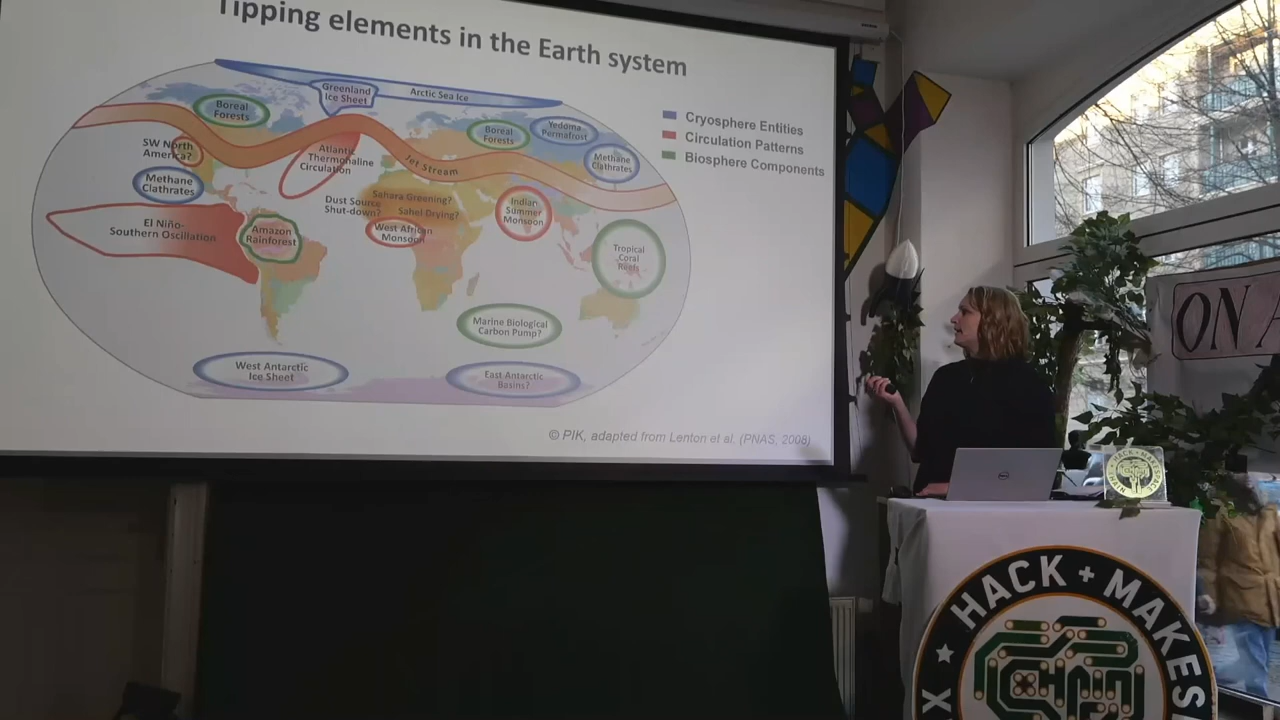 Tipping elements in the Earth system
Greenland
Ice Sheet
Arctic Sea Ice
Boreal
Forests
Boreal
Forests
Yedoma
Permafrost
Methane
Clathrates
SW North
America?
Atlantic
Thermohaline
Circulation
Jet Stream
Methane
Clathrates
Dust Source
Shut-down?
Sahara Greening?
Sahel Drying?
Indian
Summer
Monsoon
El Niño-
Southern Oscillation
Amazon
Rainforest
West African
Monsoon
Tropical
Coral
Reefs
Marine Biological
Carbon Pump?
West Antarctic
Ice Sheet
East Antarctic
Basins?
Cryosphere Entities
Circulation Patterns
Biosphere Components
© PIK, adapted from Lenton et al. (PNAS, 2008)
ON A
DELL
HACK+MAKES
X